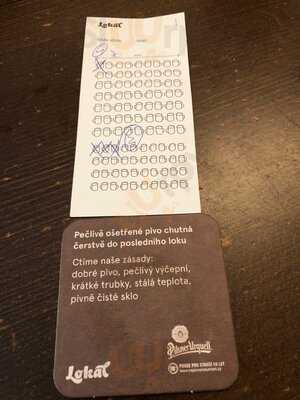 Lokál
Pečlivě ošetřené pivo chutná
čerstvě do posledního loku
Ctíme naše zásady:
dobré pivo, pečlivý výčepní,
krátké trubky, stálá teplota,
pivně čisté sklo
Lokál
Pilsner Urquell